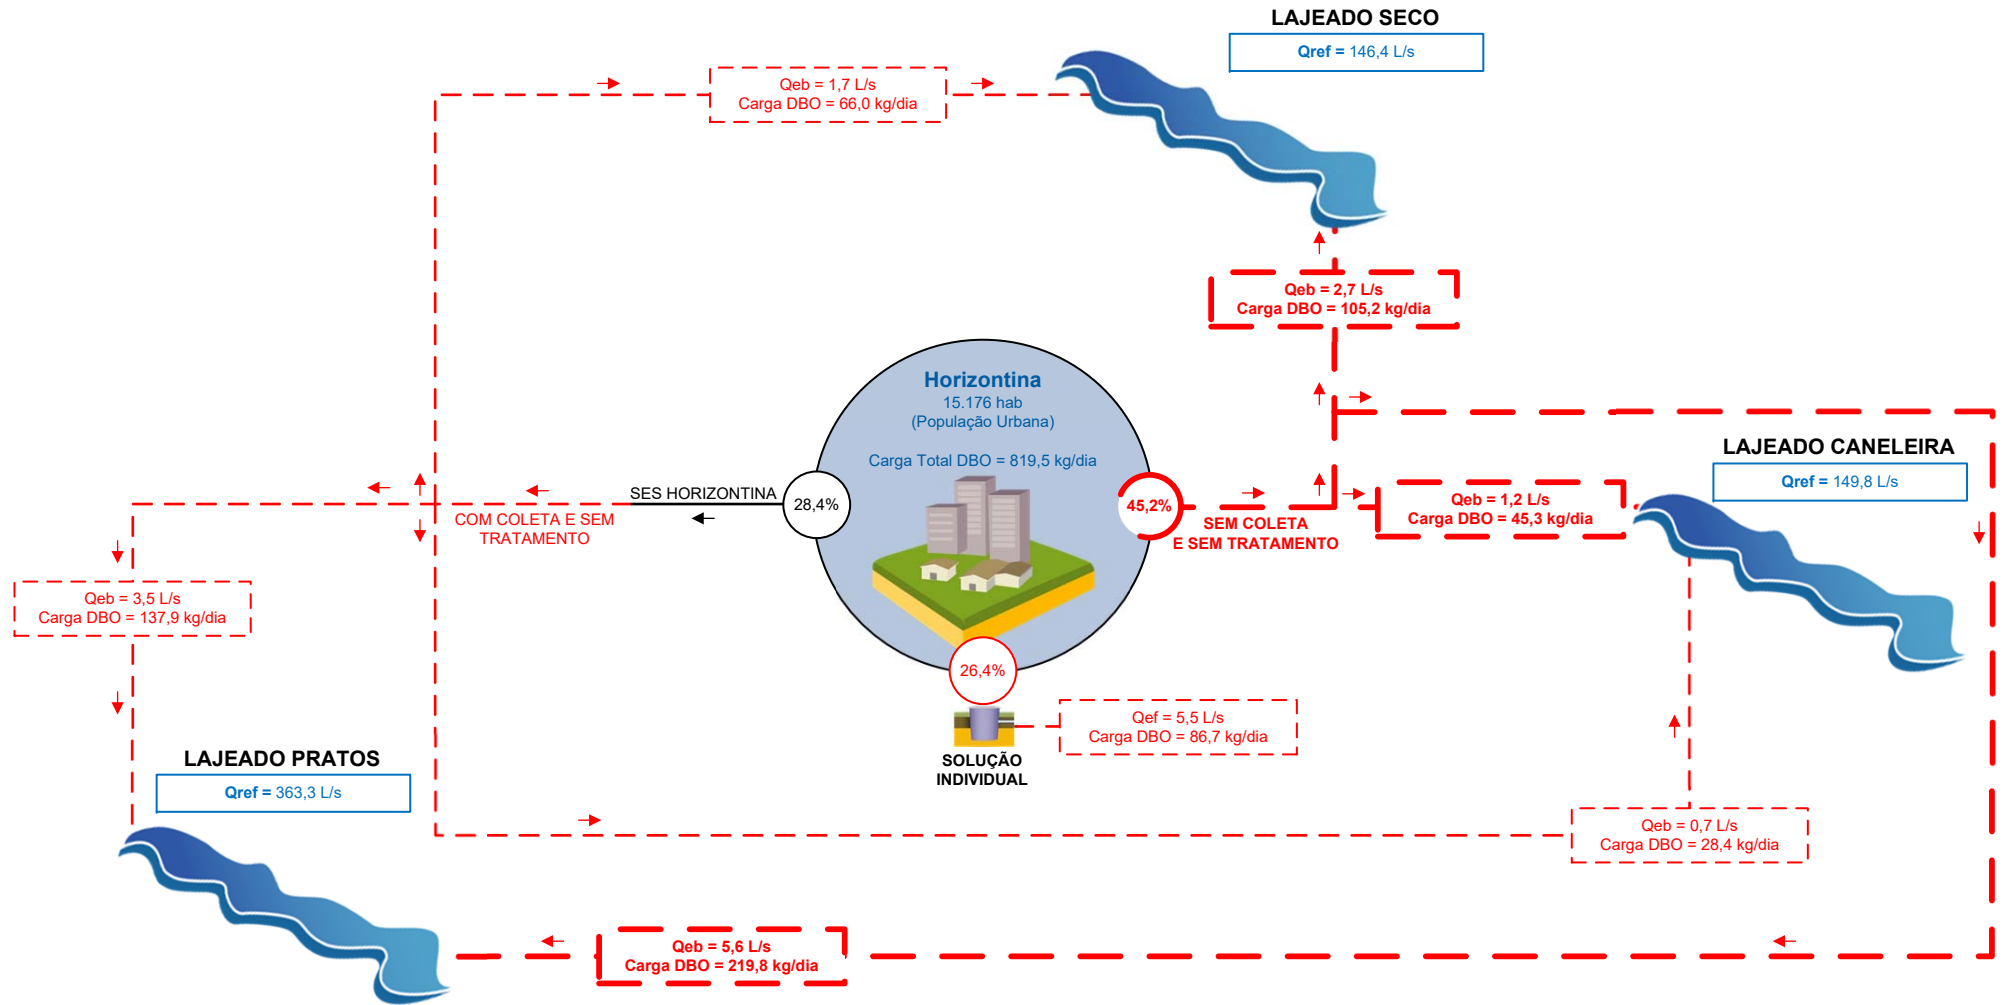 LAJEADO SECO
Qref = 146,4 L/s
Qeb = 1,7 L/s
Carga DBO = 66,0 kg/dia
Qeb = 2,7 L/s
Carga DBO = 105,2 kg/dia
Horizontina
15.176 hab
(População Urbana)
Carga Total DBO = 819,5 kg/dia
LAJEADO CANELEIRA
Qref = 149,8 L/s
SES HORIZONTINA
28,4%
45,2%
COM COLETA E SEM
TRATAMENTO
SEM COLETA
E SEM TRATAMENTO
Qeb = 1,2 L/s
Carga DBO = 45,3 kg/dia
Qeb = 3,5 L/s
Carga DBO = 137,9 kg/dia
26,4%
Qef = 5,5 L/s
Carga DBO = 86,7 kg/dia
SOLUÇÃO
INDIVIDUAL
LAJEADO PRATOS
Qref = 363,3 L/s
Qeb = 0,7 L/s
Carga DBO = 28,4 kg/dia
Qeb = 5,6 L/s
Carga DBO = 219,8 kg/dia